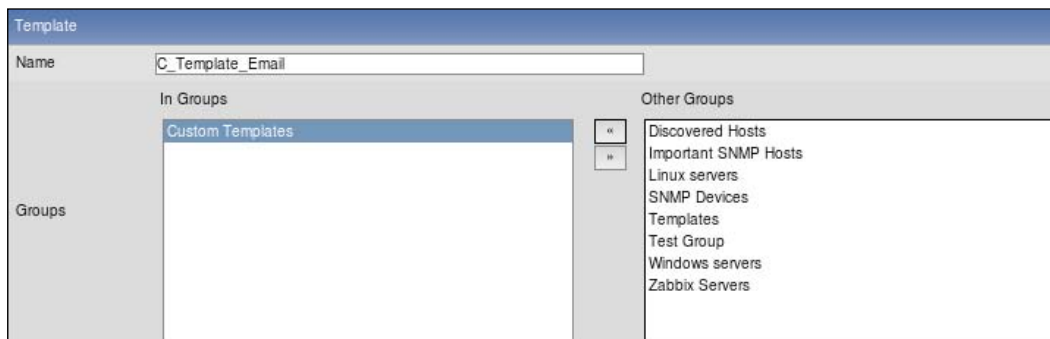 Template
Name
C_Template_Email
In Groups
Other Groups
Groups
Custom Templates
«
»
Discovered Hosts
Important SNMP Hosts
Linux servers
SNMP Devices
Templates
Test Group
Windows servers
Zabbix Servers